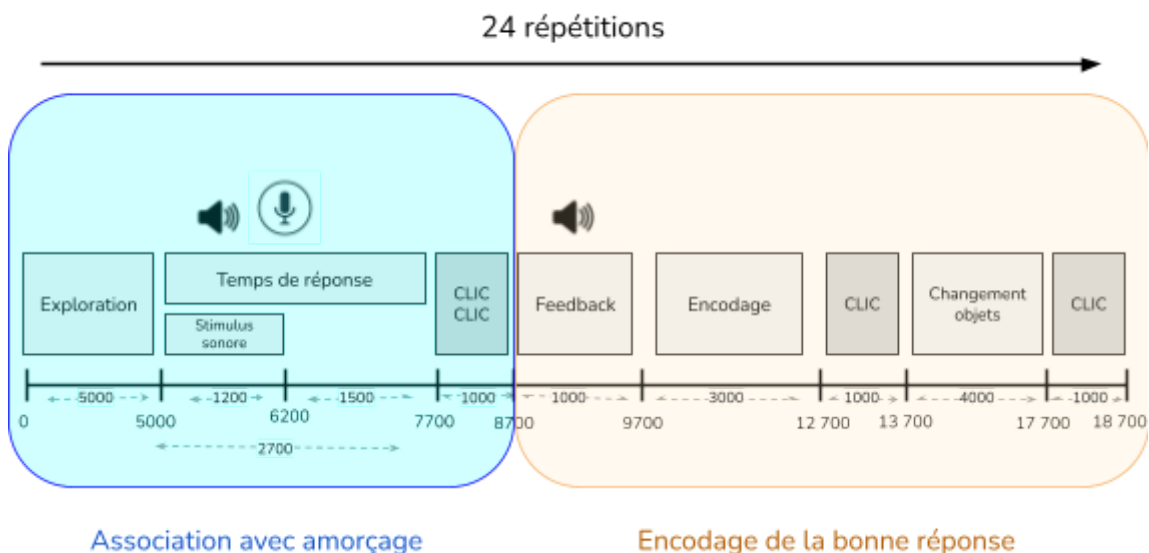 24 répétitions
Exploration
Temps de réponse
Stimulus
sonore
CLIC
CLIC
Feedback
Encodage
CLIC
Changement
objets
CLIC
5000
1200
1500
1000
1000
3000
1000
4000
1000
0
5000
6200
7700
8700
9700
12 700
13 700
17 700
18 700
2700
Association avec amorçage
Encodage de la bonne réponse